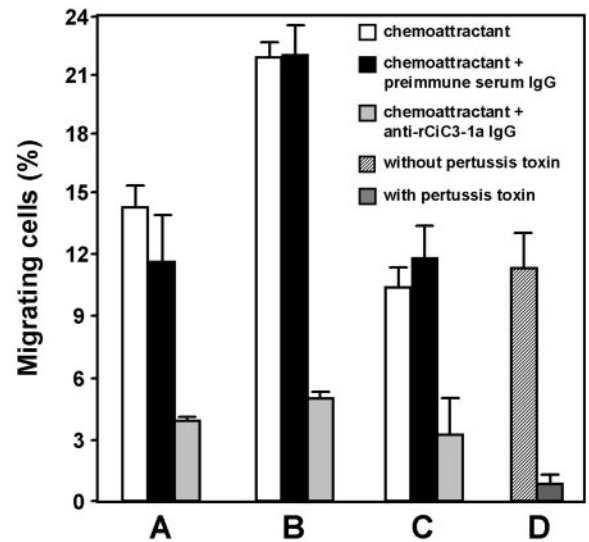 24
21
18
15
12
9
6
3
0
Migrating cells (%)
chemoattractant
chemoattractant +
preimmune serum IgG
chemoattractant +
anti-rCiC3-1a IgG
without pertussis toxin
with pertussis toxin
A B C D